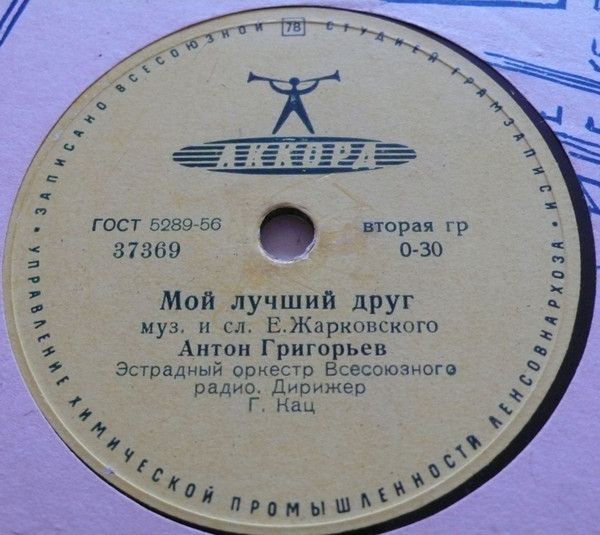 ЗАПИСАНО ВСЕСОЮЗНОЙ 78 СТУДИЕЙ ГРАМЗАПИСИ
УПРАВЛЕНИЕ ХИМИЧЕСКОЙ ПРОМЫШЛЕННОСТИ ЛЕНСОВНАРХОЗА
АККОРД
ГОСТ 5289-56
37369
вторая гр
0-30
Мой лучший друг
муз. и сл. Е.Жарковского
Антон Григорьев
Эстрадный оркестр Всесоюзного
радио. Дирижер
Г. Кац